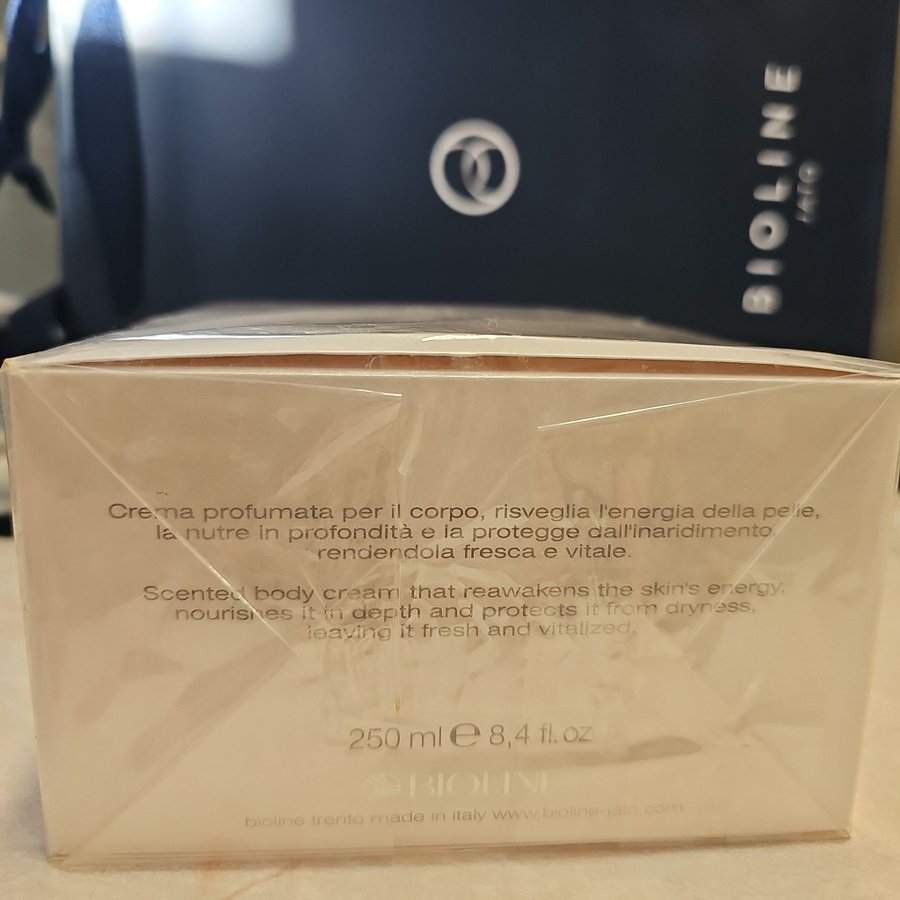 BIOLINE
JATO
Crema profumata per il corpo, risveglia l'energia della pelle,
la nutre in profondità e la protegge dall'inaridimento,
rendendola fresca e vitale.
Scented body cream that reawakens the skin's energy,
nourishes it in depth and protects it from dryness,
leaving it fresh and vitalized.
250 ml ℮ 8,4 fl. oz
BIOLINE
bioline trento made in italy www.bioline-jato.com